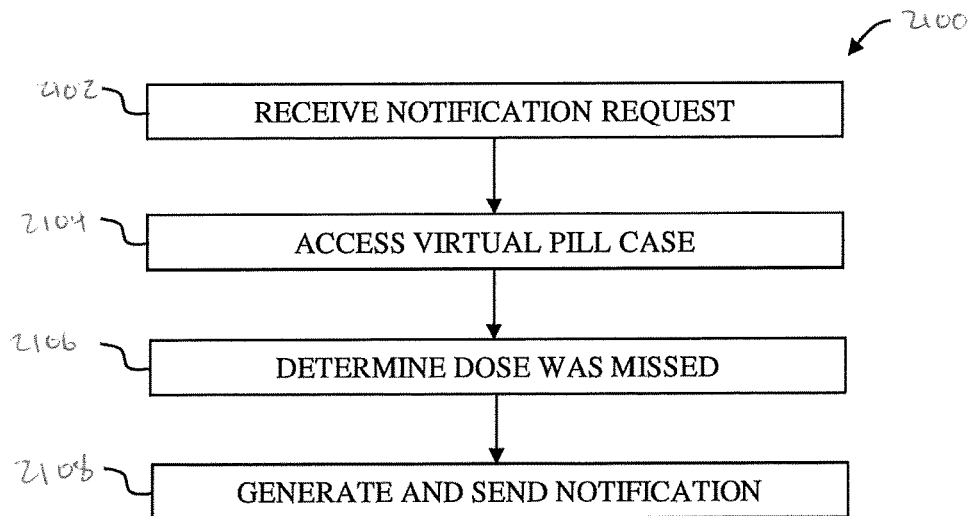 2100
2102
RECEIVE NOTIFICATION REQUEST
2104
ACCESS VIRTUAL PILL CASE
2106
DETERMINE DOSE WAS MISSED
2108
GENERATE AND SEND NOTIFICATION